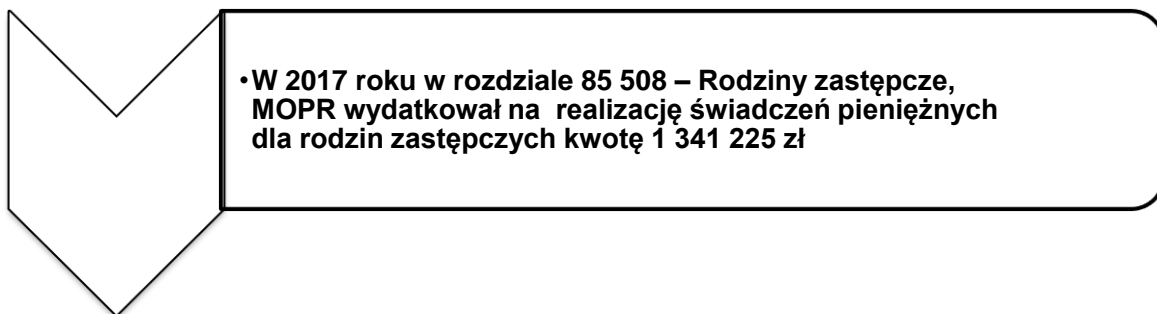 •W 2017 roku w rozdziale 85 508 – Rodziny zastępcze,
MOPR wydatkował na realizację świadczeń pieniężnych
dla rodzin zastępczych kwotę 1 341 225 zł